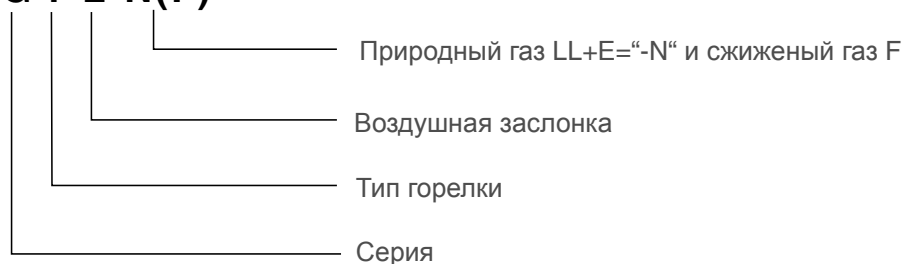 Природный газ LL+E=“-N“ и сжиженый газ F
Воздушная заслонка
Тип горелки
Серия